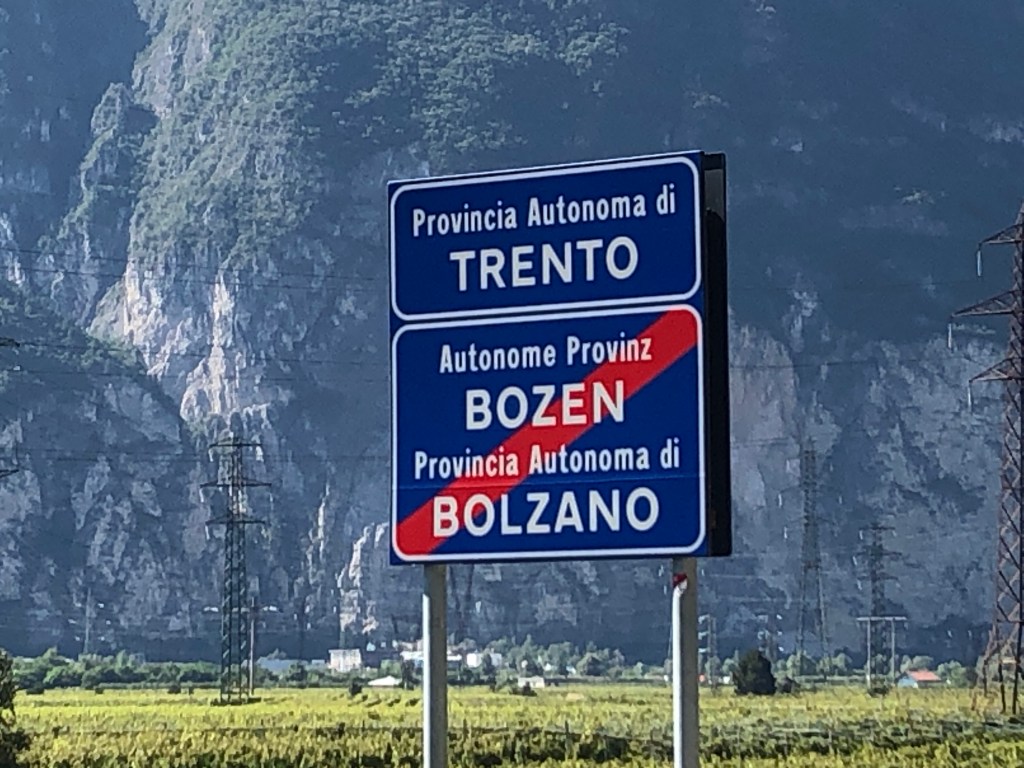 Provincia Autonoma di
TRENTO
Autonome Provinz
BOZEN
Provincia Autonoma di
BOLZANO